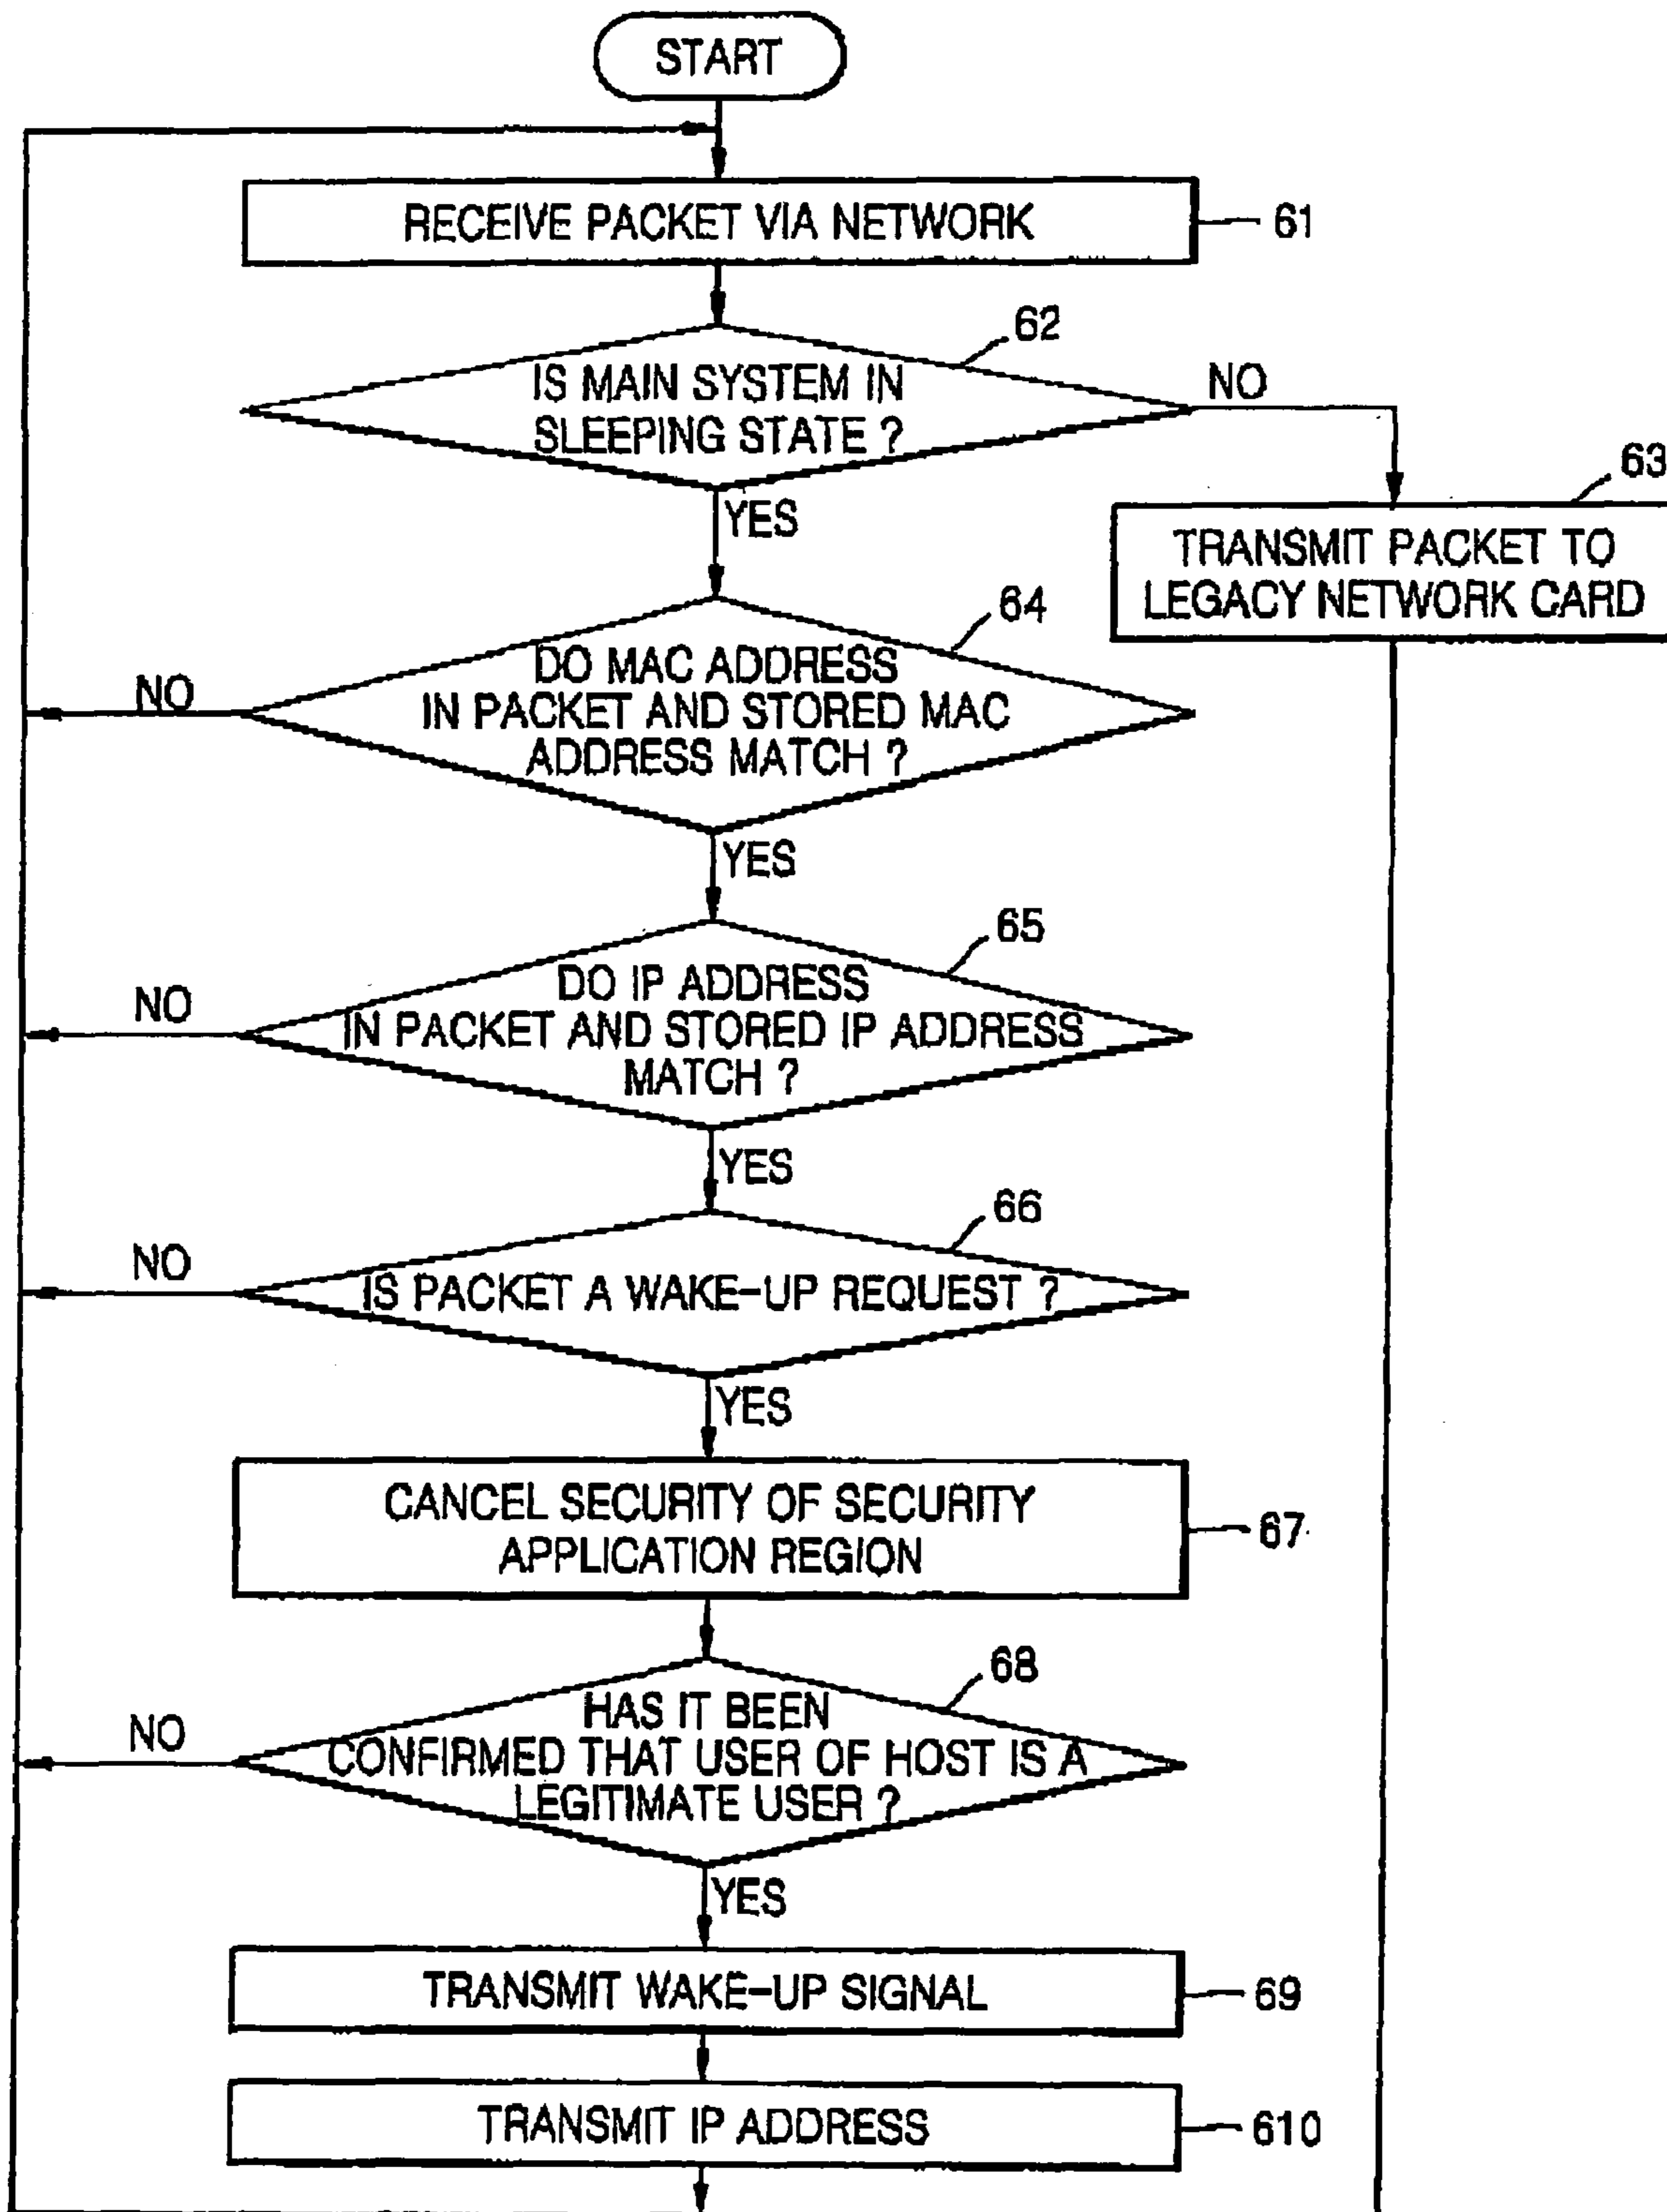 START
RECEIVE PACKET VIA NETWORK
61
62
IS MAIN SYSTEM IN
SLEEPING STATE ?
NO
YES
63
TRANSMIT PACKET TO
LEGACY NETWORK CARD
64
DO MAC ADDRESS
IN PACKET AND STORED MAC
ADDRESS MATCH ?
NO
YES
65
DO IP ADDRESS
IN PACKET AND STORED IP ADDRESS
MATCH ?
NO
YES
66
IS PACKET A WAKE-UP REQUEST ?
NO
YES
CANCEL SECURITY OF SECURITY
APPLICATION REGION
67
68
HAS IT BEEN
CONFIRMED THAT USER OF HOST IS A
LEGITIMATE USER ?
NO
YES
TRANSMIT WAKE-UP SIGNAL
69
TRANSMIT IP ADDRESS
610